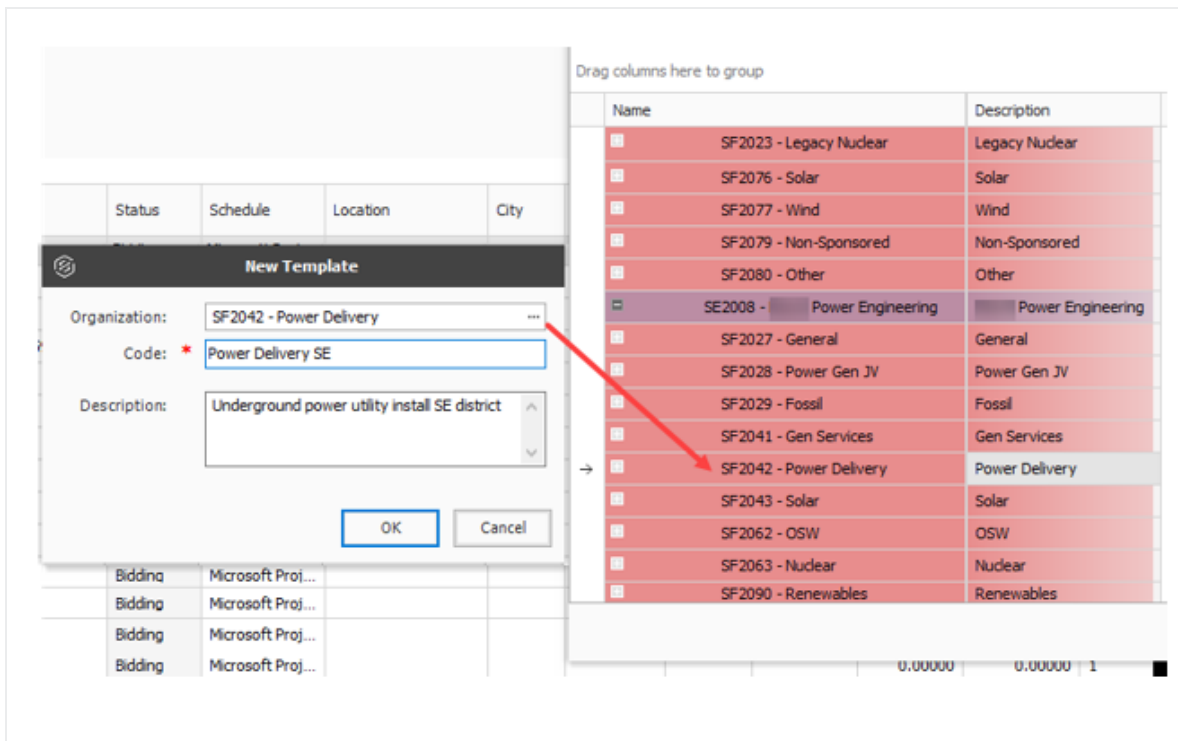 Drag columns here to group
Name Description
SF2023 - Legacy Nuclear Legacy Nuclear
SF2076 - Solar Solar
SF2077 - Wind Wind
SF2079 - Non-Sponsored Non-Sponsored
SF2080 - Other Other
SE2008 - Power Engineering Power Engineering
SF2027 - General General
SF2028 - Power Gen JV Power Gen JV
SF2029 - Fossil Fossil
SF2041 - Gen Services Gen Services
SF2042 - Power Delivery Power Delivery
SF2043 - Solar Solar
SF2062 - OSW OSW
SF2063 - Nuclear Nuclear
SF2090 - Renewables Renewables
Status Schedule Location City
New Template
Organization: SF2042 - Power Delivery ...
Code: * Power Delivery SE
Description: Underground power utility install SE district
OK Cancel
Bidding Microsoft Proj...
Bidding Microsoft Proj...
Bidding Microsoft Proj...
Bidding Microsoft Proj...
0.00000 0.00000 1